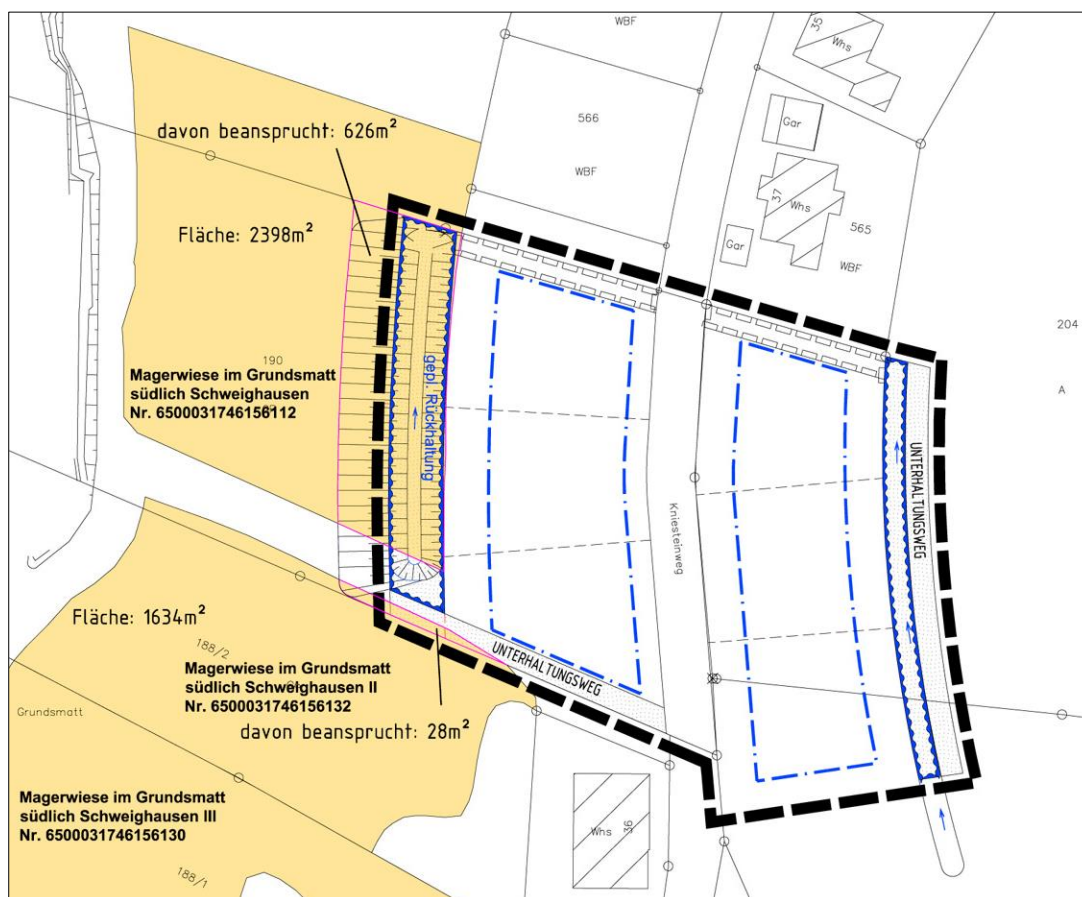 WBF
35
Whs
davon beansprucht: 626m²
566
WBF
Gar
37
Whs
565
WBF
Gar
Fläche: 2398m²
204
A
190
Magerwiese im Grundsmatt
südlich Schweighausen
Nr. 6500031746156112
gepl. Rückhaltung
UNTERHALTUNGSWEG
Kniesteinweg
Fläche: 1634m²
188/2
UNTERHALTUNGSWEG
Magerwiese im Grundsmatt
südlich Schweighausen II
Nr. 6500031746156132
Grundsmatt
davon beansprucht: 28m²
Magerwiese im Grundsmatt
südlich Schweighausen III
Nr. 6500031746156130
Whs
36
188/1